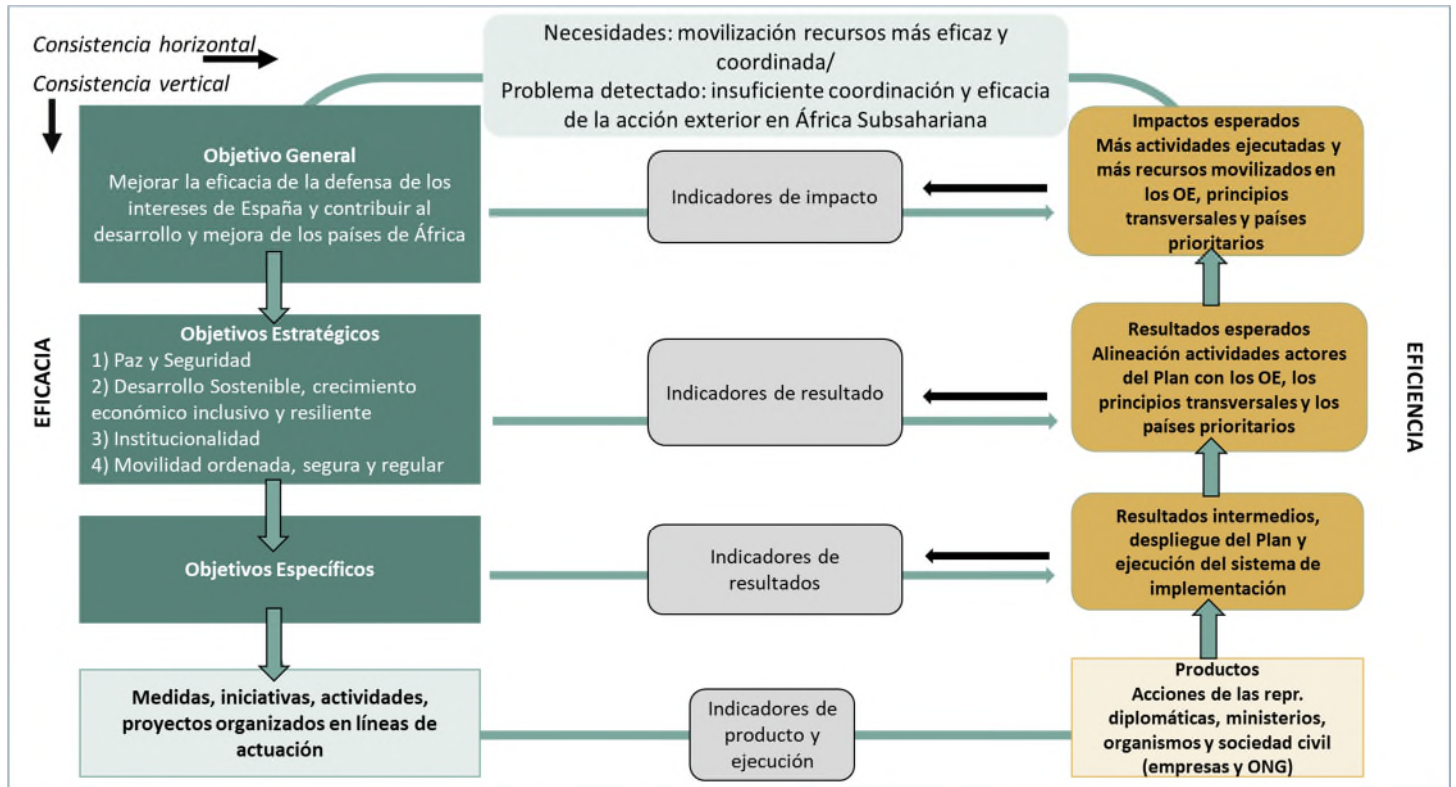 Consistencia horizontal
Consistencia vertical
Necesidades: movilización recursos más eficaz y
coordinada/
Problema detectado: insuficiente coordinación y eficacia
de la acción exterior en África Subsahariana
Objetivo General
Mejorar la eficacia de la defensa de los
intereses de España y contribuir al
desarrollo y mejora de los países de África
Indicadores de impacto
Impactos esperados
Más actividades ejecutadas y
más recursos movilizados en
los OE, principios
transversales y países
prioritarios
EFICACIA
Objetivos Estratégicos
1) Paz y Seguridad
2) Desarrollo Sostenible, crecimiento
económico inclusivo y resiliente
3) Institucionalidad
4) Movilidad ordenada, segura y regular
Indicadores de resultado
Resultados esperados
Alineación actividades actores
del Plan con los OE, los
principios transversales y los
países prioritarios
EFICIENCIA
Objetivos Específicos
Indicadores de
resultados
Resultados intermedios,
despliegue del Plan y
ejecución del sistema de
implementación
Medidas, iniciativas, actividades,
proyectos organizados en líneas de
actuación
Indicadores de
producto y
ejecución
Productos
Acciones de las repr.
diplomáticas, ministerios,
organismos y sociedad civil
(empresas y ONG)